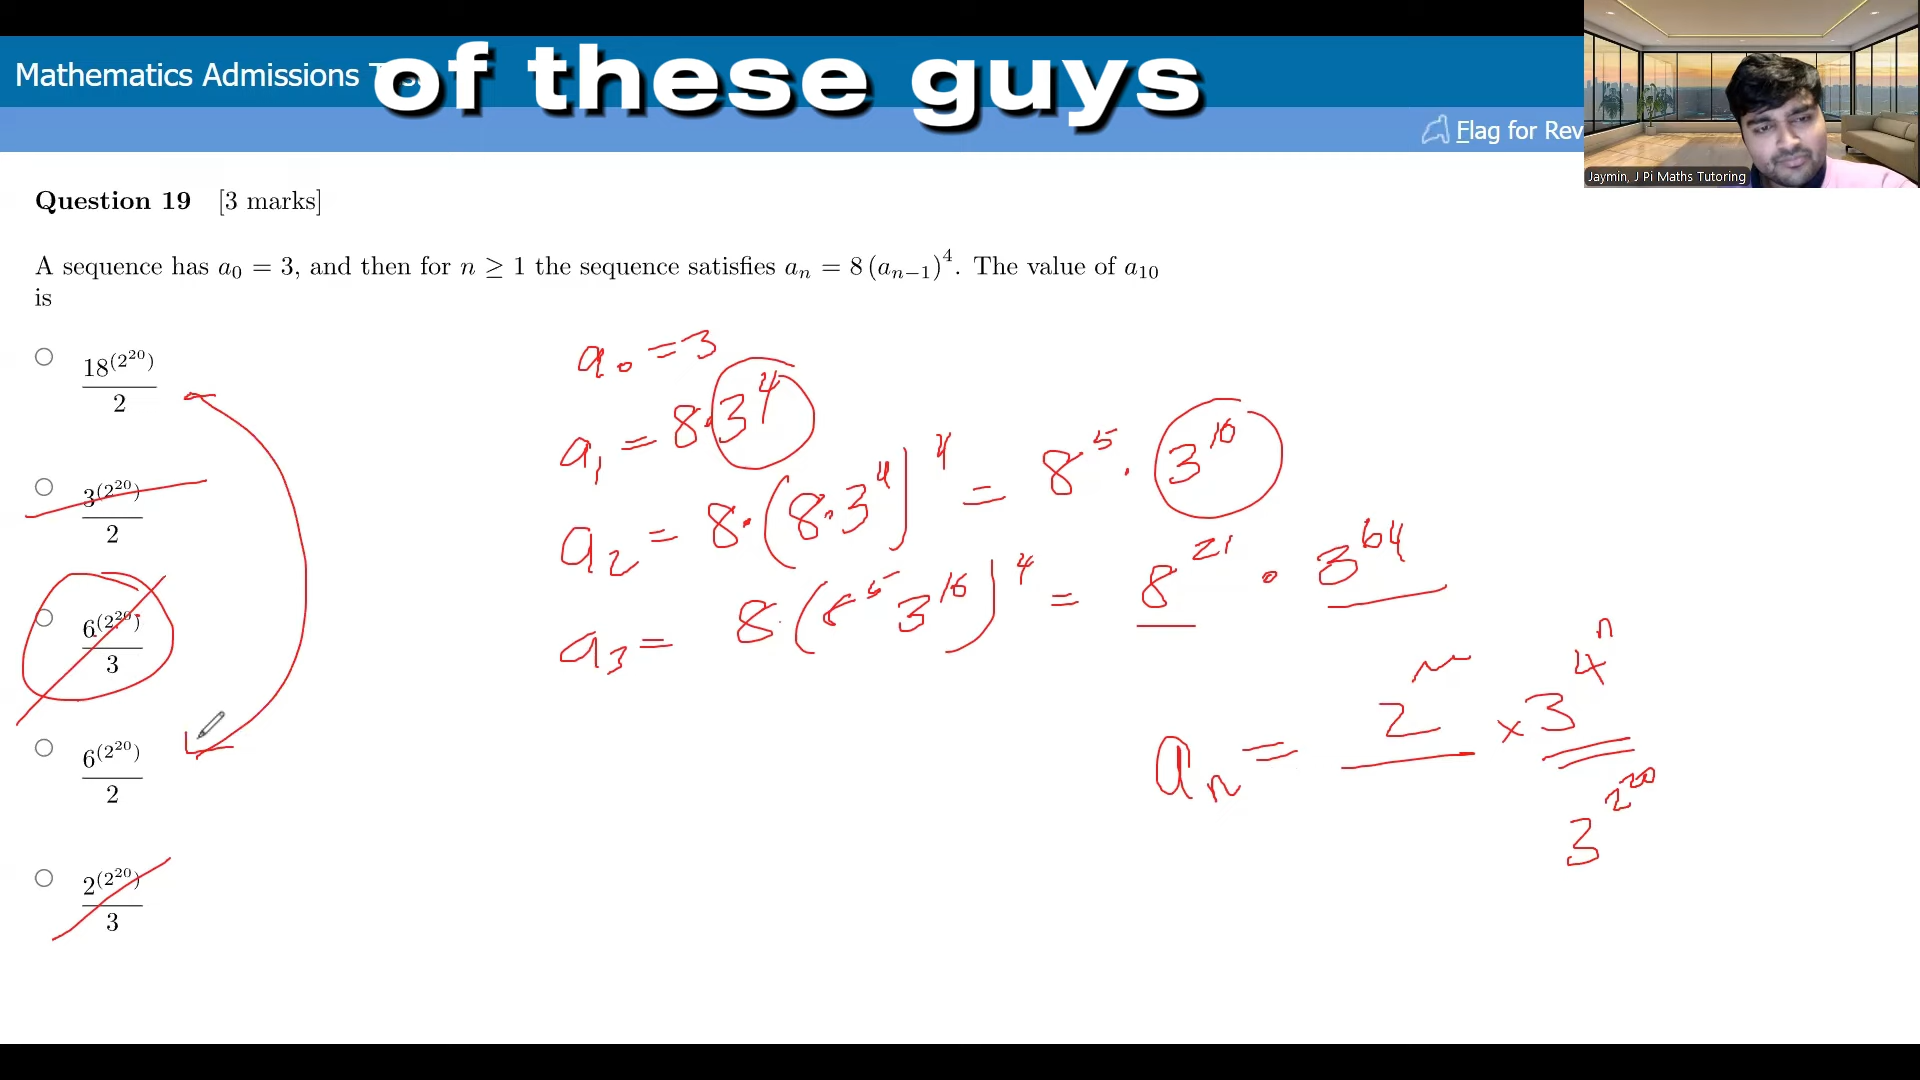 Mathematics Admissions T
of these guys
Flag for Rev
Jaymin, J Pi Maths Tutoring
Question 19 [3 marks]
A sequence has a₀ = 3, and then for n ≥ 1 the sequence satisfies aₙ = 8 (aₙ₋₁)⁴. The value of a₁₀
is
18^(2^20) / 2
3^(2^20) / 2
6^(2^20) / 3
6^(2^20) / 2
2^(2^20) / 3
a₀ = 3
a₁ = 8·3⁴
a₂ = 8·(8·3⁴)⁴ = 8⁵ · 3¹⁶
a₃ = 8·(8⁵ 3¹⁶)⁴ = 8²¹ · 3⁶⁴
aₙ = 2 × 3^4^n
3^2^20